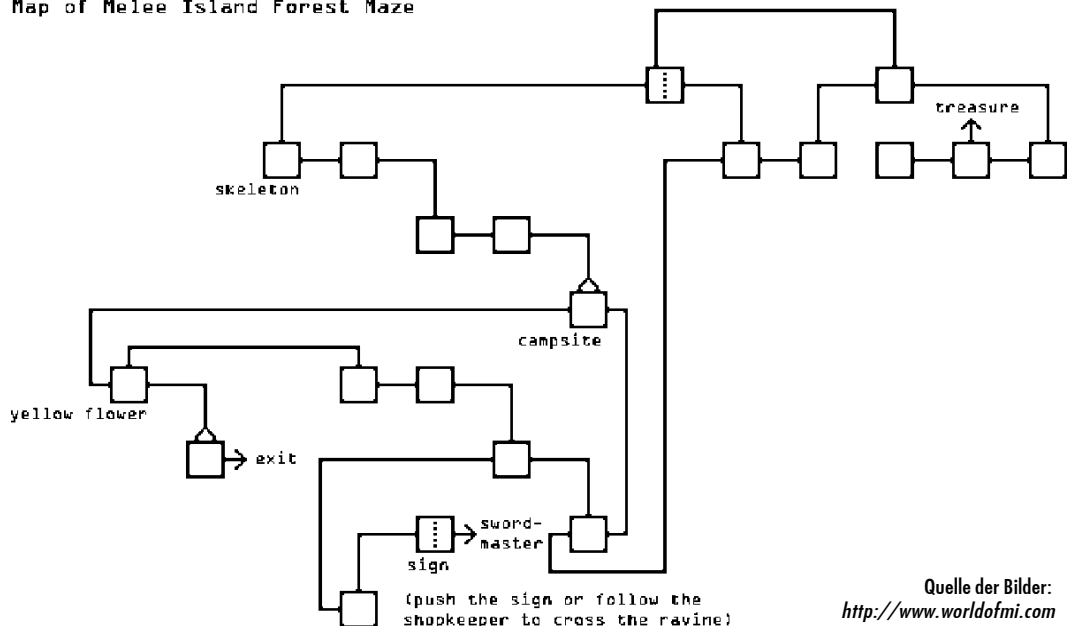 Map of Melee Island Forest Maze
treasure
skeleton
campsite
yellow flower
exit
sword-
master
sign
(push the sign or follow the
shopkeeper to cross the ravine)
Quelle der Bilder:
http://www.worldofmi.com